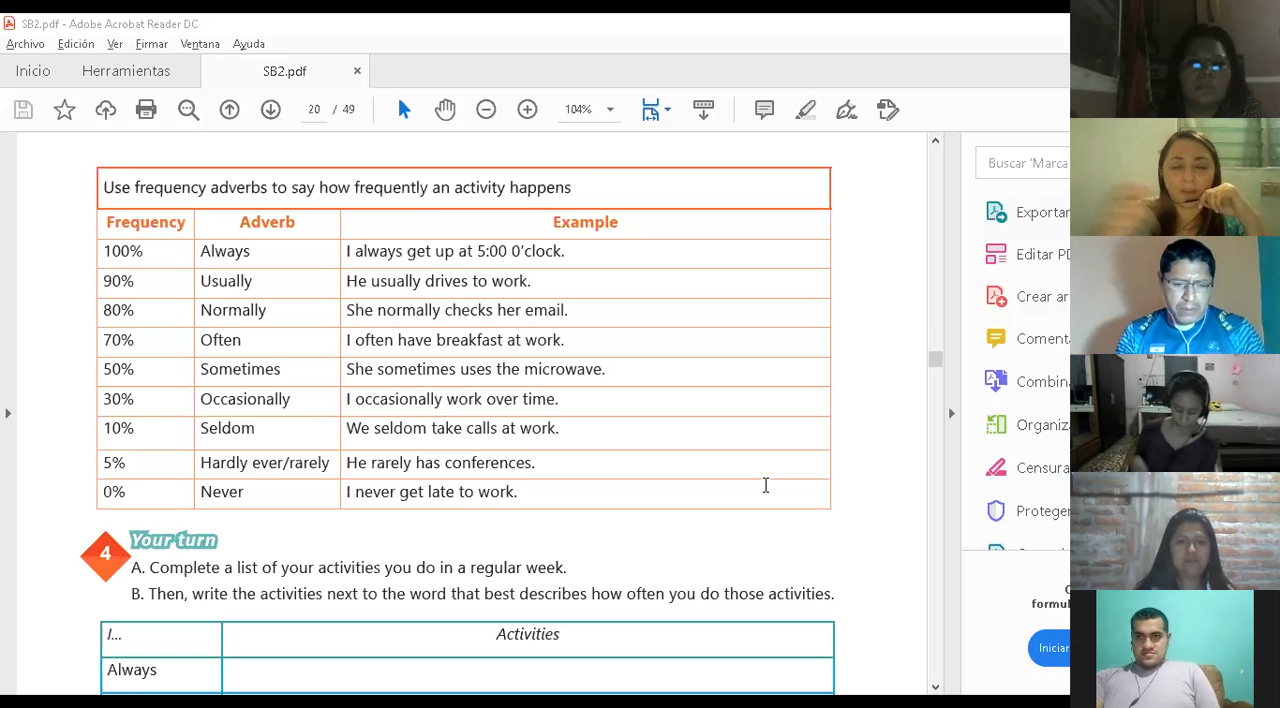 SB2.pdf - Adobe Acrobat Reader DC
Archivo Edición Ver Firmar Ventana Ayuda
Inicio Herramientas SB2.pdf ×
20 / 49 104%
Use frequency adverbs to say how frequently an activity happens
Frequency Adverb Example
100% Always I always get up at 5:00 0'clock.
90% Usually He usually drives to work.
80% Normally She normally checks her email.
70% Often I often have breakfast at work.
50% Sometimes She sometimes uses the microwave.
30% Occasionally I occasionally work over time.
10% Seldom We seldom take calls at work.
5% Hardly ever/rarely He rarely has conferences.
0% Never I never get late to work.
4 Your turn
A. Complete a list of your activities you do in a regular week.
B. Then, write the activities next to the word that best describes how often you do those activities.
I... Activities
Always
Buscar 'Marca
Exportar
Editar PD
Crear ar
Comenta
Combin
Organiza
Censura
Proteger
formul
Iniciar